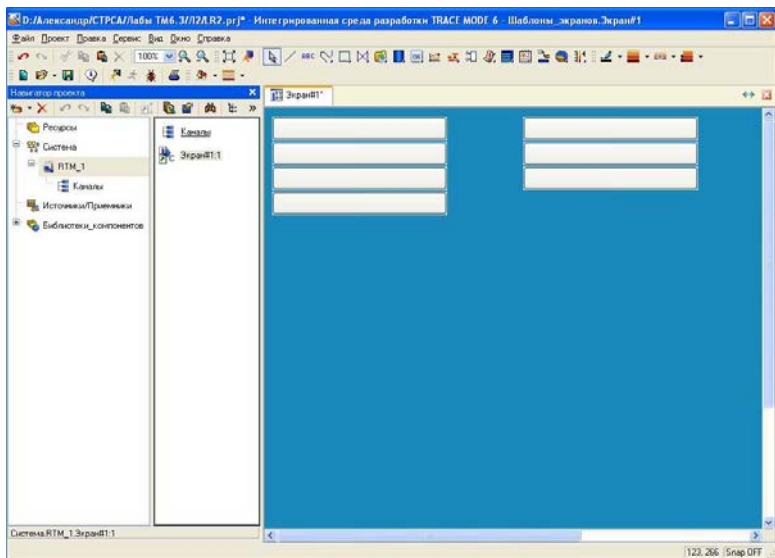 D:/Александр/СТРСА/Лабы ТМ6.3/Л2/LR2.prj* - Интегрированная среда разработки TRACE MODE 6 - Шаблоны_экранов.Экран#1
Файл Проект Правка Сервис Вид Окно Справка
100%
ABC
Навигатор проекта
Экран#1*
Ресурсы
Система
RTM_1
Каналы
Источники/Приемники
Библиотеки_компонентов
Каналы
Экран#1:1
Система.RTM_1.Экран#1:1
123, 266 Snap OFF